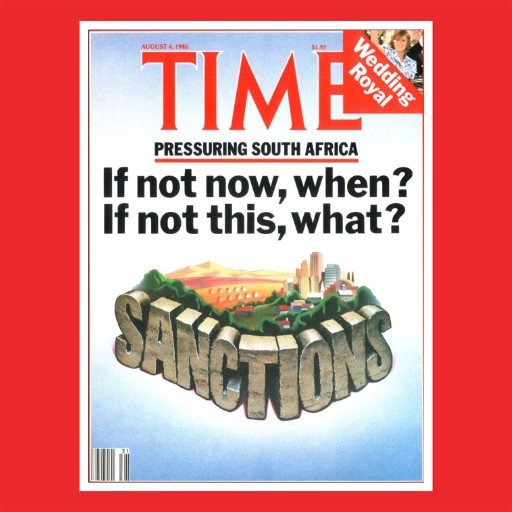 AUGUST 4, 1986
$1.95
TIME
Wedding
Royal
PRESSURING SOUTH AFRICA
If not now, when?
If not this, what?
SANCTIONS
31